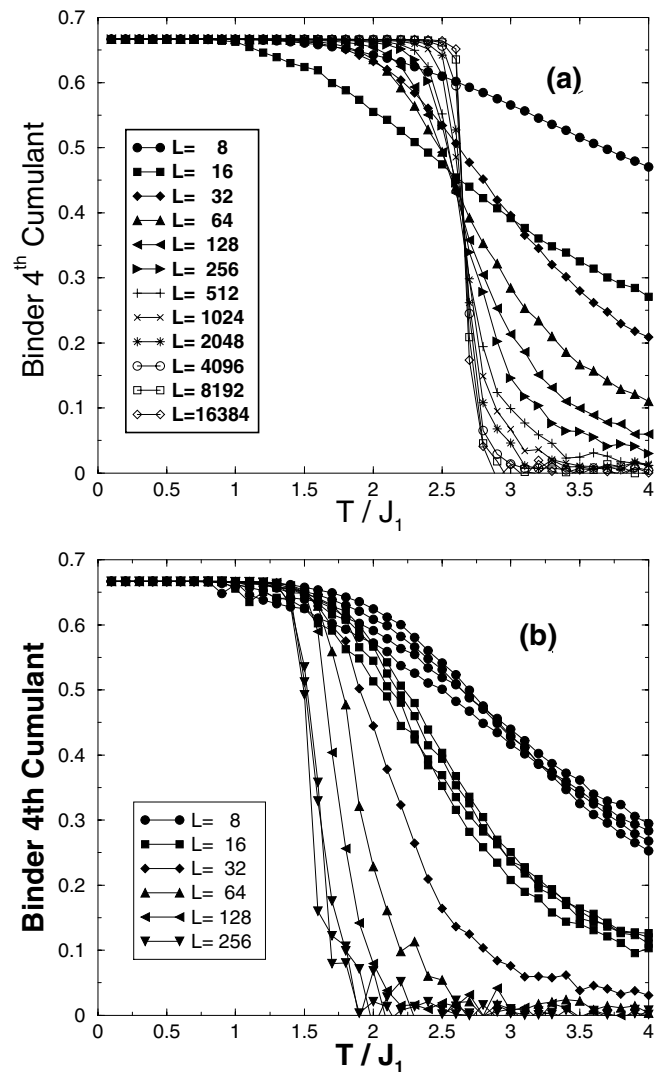 0.7
(a)
0.6
0.5
0.4
0.3
0.2
0.1
0
Binder 4th Cumulant
L= 8
L= 16
L= 32
L= 64
L= 128
L= 256
L= 512
L= 1024
L= 2048
L= 4096
L= 8192
L=16384
0 0.5 1 1.5 2 2.5 3 3.5 4
T / J1
0.7
(b)
0.6
0.5
0.4
0.3
0.2
0.1
0
Binder 4th Cumulant
L= 8
L= 16
L= 32
L= 64
L= 128
L= 256
0 0.5 1 1.5 2 2.5 3 3.5 4
T / J1